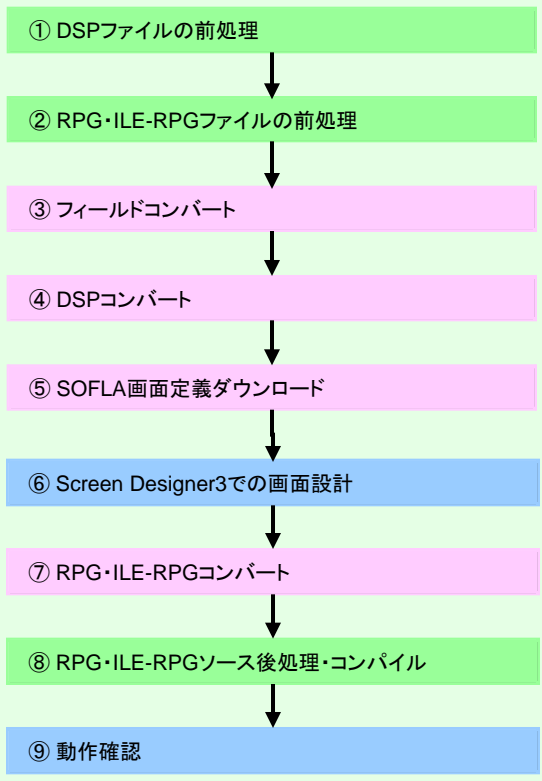 ① DSPファイルの前処理
② RPG・ILE-RPGファイルの前処理
③ フィールドコンバート
④ DSPコンバート
⑤ SOFLA画面定義ダウンロード
⑥ Screen Designer3での画面設計
⑦ RPG・ILE-RPGコンバート
⑧ RPG・ILE-RPGソース後処理・コンパイル
⑨ 動作確認